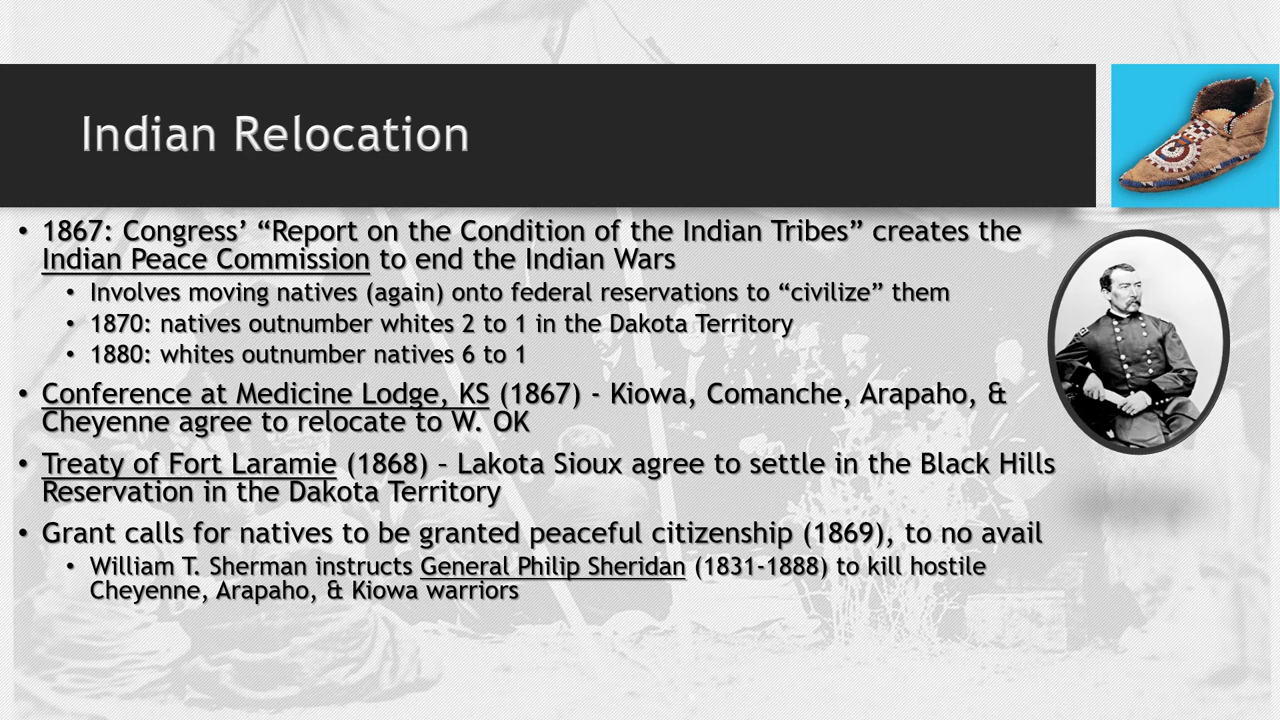 Indian Relocation
• 1867: Congress’ “Report on the Condition of the Indian Tribes” creates the
Indian Peace Commission to end the Indian Wars
• Involves moving natives (again) onto federal reservations to “civilize” them
• 1870: natives outnumber whites 2 to 1 in the Dakota Territory
• 1880: whites outnumber natives 6 to 1
• Conference at Medicine Lodge, KS (1867) - Kiowa, Comanche, Arapaho, &
Cheyenne agree to relocate to W. OK
• Treaty of Fort Laramie (1868) – Lakota Sioux agree to settle in the Black Hills
Reservation in the Dakota Territory
• Grant calls for natives to be granted peaceful citizenship (1869), to no avail
• William T. Sherman instructs General Philip Sheridan (1831-1888) to kill hostile
Cheyenne, Arapaho, & Kiowa warriors